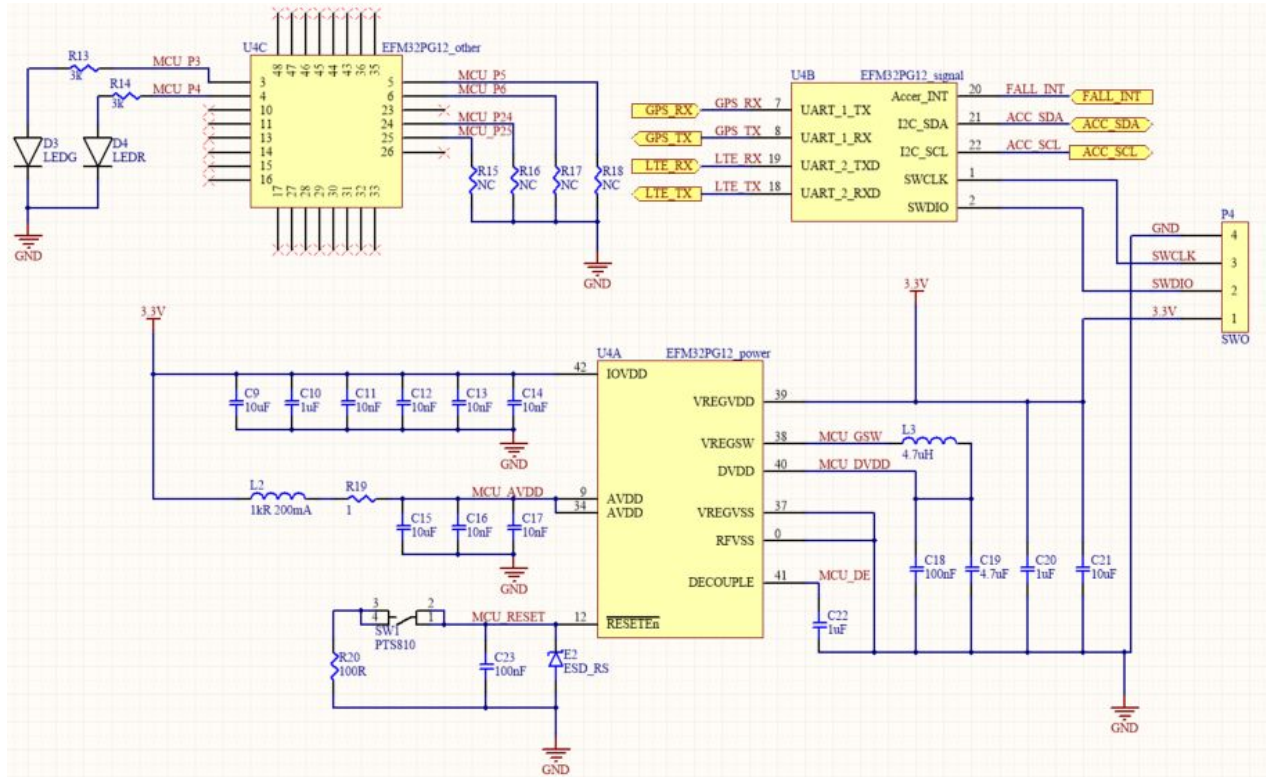 U4C
EFM32PG12_other
48 47 46 45 44 43 36 35
R13
3k
MCU_P3
3
R14
3k
MCU_P4
4
10
11
13
14
15
16
17 27 28 29 30 31 32 33
5
MCU_P5
6
MCU_P6
23
24
MCU_P24
25
MCU_P25
26
D3
LEDG
D4
LEDR
GND
R15
NC
R16
NC
R17
NC
R18
NC
GND
U4B
EFM32PG12_signal
GPS_RX
GPS_RX
7
UART_1_TX
GPS_TX
GPS_TX
8
UART_1_RX
LTE_RX
LTE_RX
19
UART_2_TXD
LTE_TX
LTE_TX
18
UART_2_RXD
Accer_INT
20
FALL_INT
FALL_INT
I2C_SDA
21
ACC_SDA
ACC_SDA
I2C_SCL
22
ACC_SCL
ACC_SCL
SWCLK
1
SWDIO
2
P4
GND
4
SWCLK
3
SWDIO
2
3.3V
1
SWO
3.3V
3.3V
U4A
EFM32PG12_power
42
IOVDD
C9
10uF
C10
1uF
C11
10nF
C12
10nF
C13
10nF
C14
10nF
GND
L2
1kR 200mA
R19
1
MCU_AVDD
9
AVDD
34
AVDD
C15
10uF
C16
10nF
C17
10nF
GND
3
4
2
1
SW1
PTS810
MCU_RESET
12
RESETEn
R20
100R
C23
100nF
E2
ESD_RS
GND
VREGVDD
39
VREGSW
38
MCU_GSW
L3
4.7uH
DVDD
40
MCU_DVDD
VREGVSS
37
RFVSS
0
DECOUPLE
41
MCU_DE
C22
1uF
C18
100nF
C19
4.7uF
C20
1uF
C21
10uF
GND